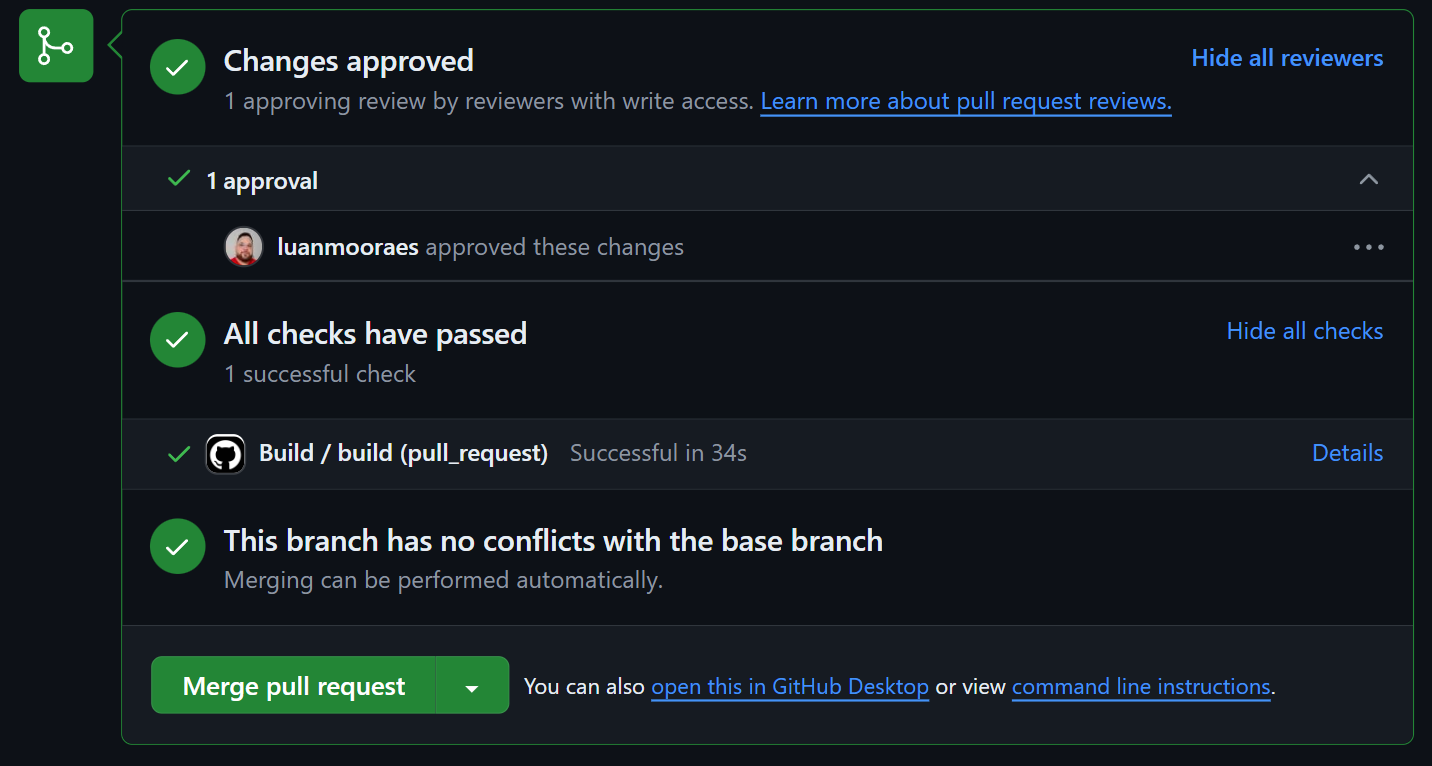 Changes approved
Hide all reviewers
1 approving review by reviewers with write access. Learn more about pull request reviews.
1 approval
luanmooraes approved these changes
All checks have passed
Hide all checks
1 successful check
Build / build (pull_request) Successful in 34s
Details
This branch has no conflicts with the base branch
Merging can be performed automatically.
Merge pull request
You can also open this in GitHub Desktop or view command line instructions.